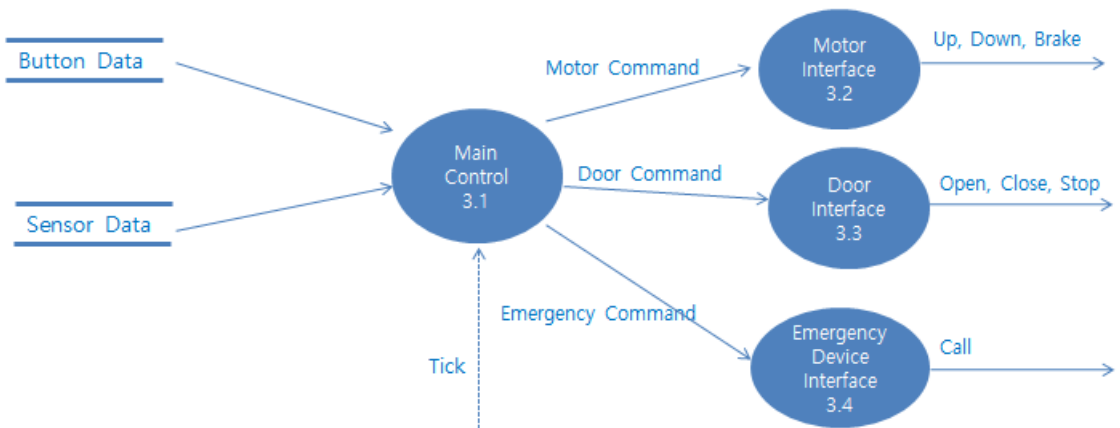 Button Data
Sensor Data
Main
Control
3.1
Tick
Motor Command
Door Command
Emergency Command
Motor
Interface
3.2
Up, Down, Brake
Door
Interface
3.3
Open, Close, Stop
Emergency
Device
Interface
3.4
Call